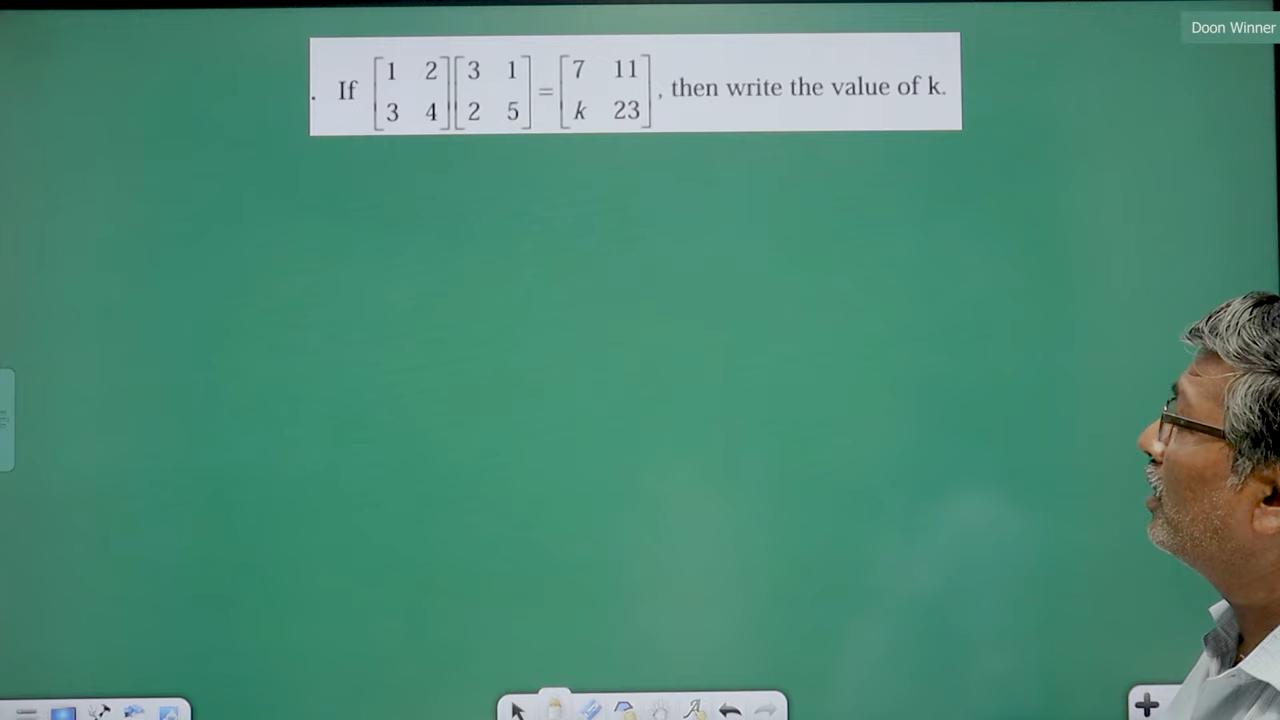 Doon Winner
. If [1 2 3 4] [3 1 2 5] = [7 11 k 23] , then write the value of k.